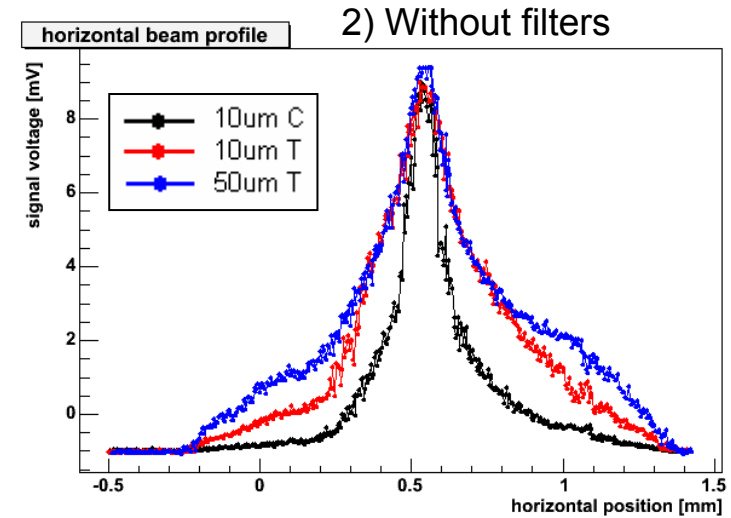 2) Without filters
horizontal beam profile
signal voltage [mV]
8
6
4
2
0
10um C
10um T
50um T
-0.5 0 0.5 1 1.5
horizontal position [mm]